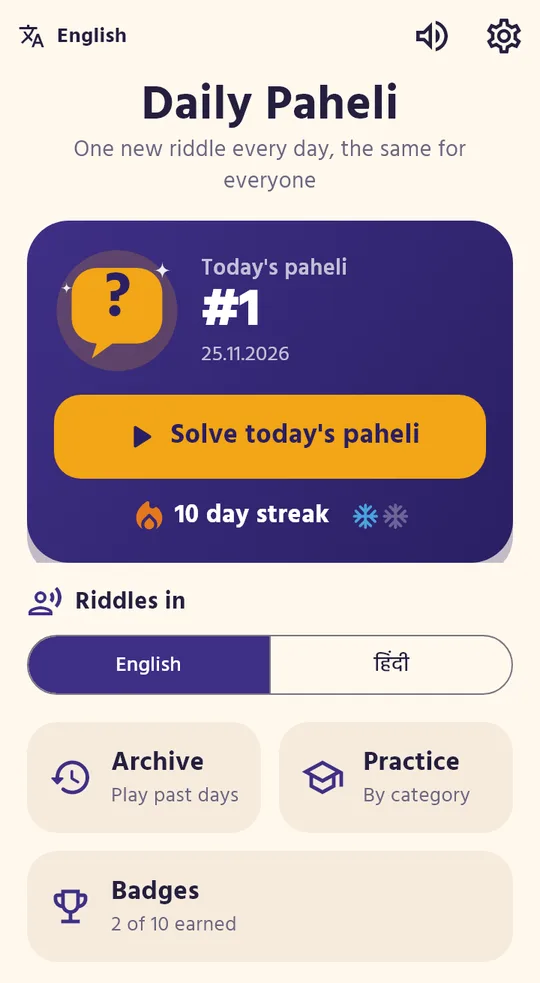 English
Daily Paheli
One new riddle every day, the same for
everyone
?
Today's paheli
#1
25.11.2026
Solve today's paheli
10 day streak
Riddles in
English
हिंदी
Archive
Play past days
Practice
By category
Badges
2 of 10 earned